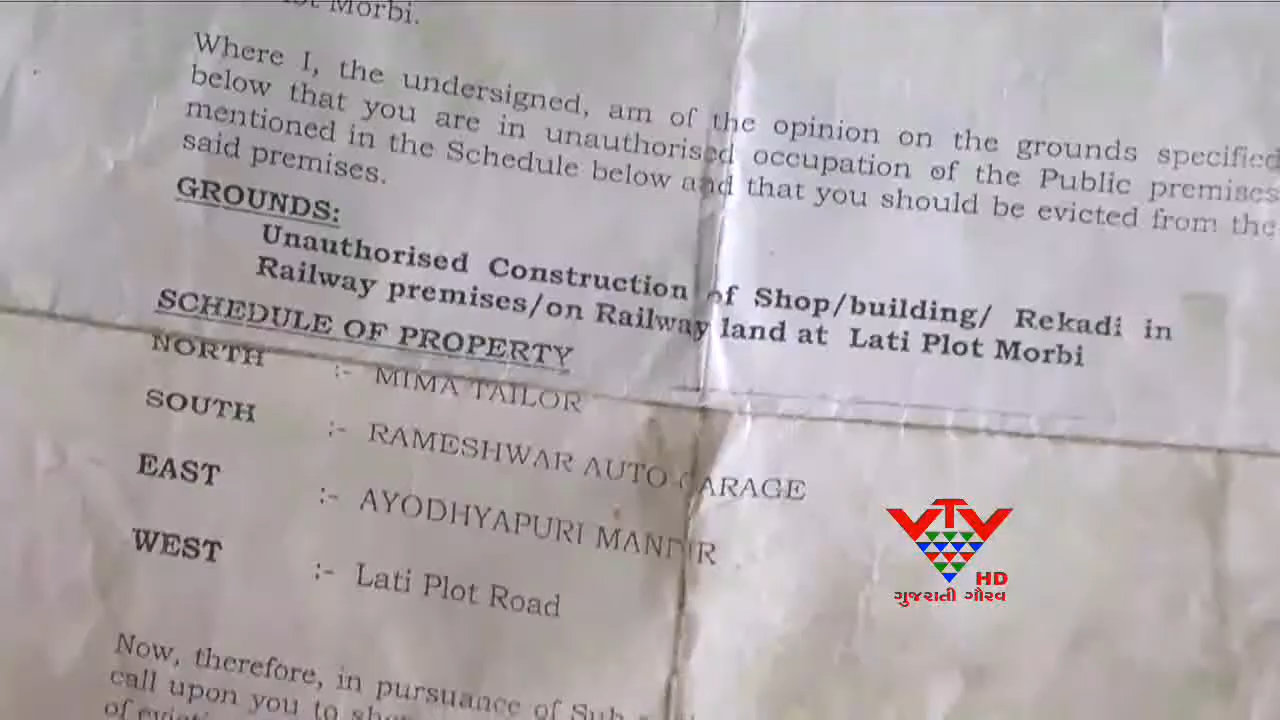 Morbi.
Where I, the undersigned, am of the opinion on the grounds specified
below that you are in unauthorised occupation of the Public premises
mentioned in the Schedule below and that you should be evicted from the
said premises.
GROUNDS:
Unauthorised Construction of Shop/building/ Rekadi in
Railway premises/on Railway land at Lati Plot Morbi
SCHEDULE OF PROPERTY
NORTH :- MIMA TAILOR
SOUTH :- RAMESHWAR AUTO GARAGE
EAST :- AYODHYAPURI MANDIR
WEST :- Lati Plot Road
Now, therefore, in pursuance of Sub
call upon you to
of
VTV
HD
ગુજરાતી ગૌરવ